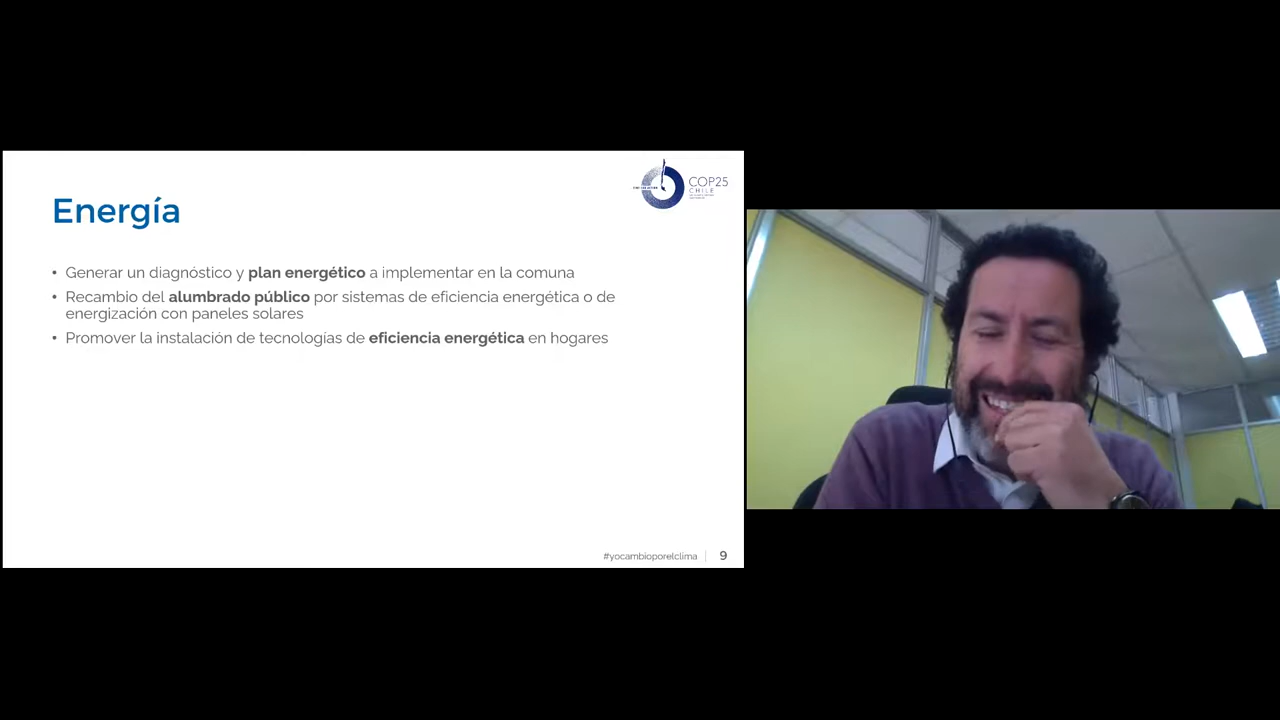 COP25
CHILE
Energía
• Generar un diagnóstico y plan energético a implementar en la comuna
• Recambio del alumbrado público por sistemas de eficiencia energética o de
energización con paneles solares
• Promover la instalación de tecnologías de eficiencia energética en hogares
#yocambioporelclima
9